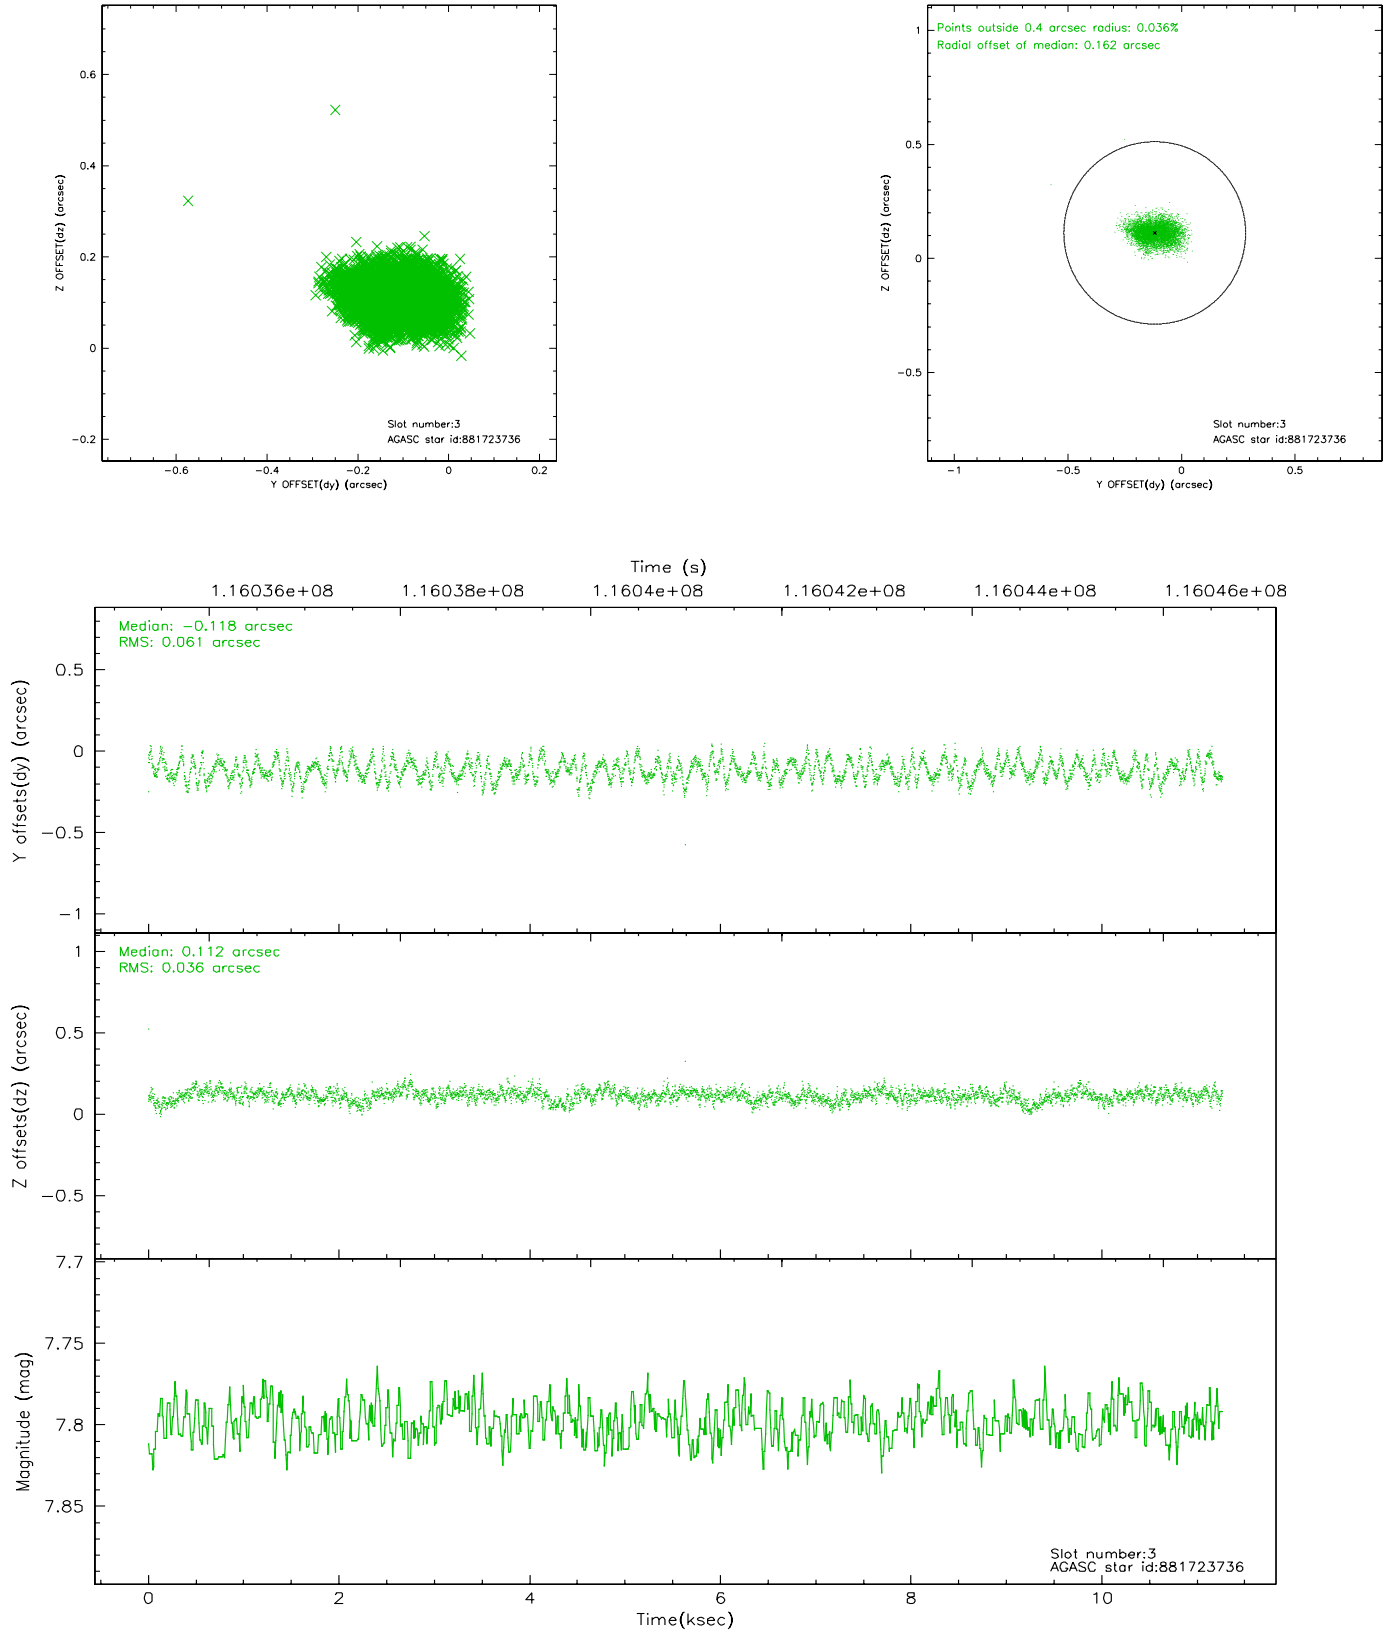 0.6
0.4
0.2
0
−0.2
Z OFFSET(dz) (arcsec)
Slot number:3
AGASC star id:881723736
−0.6 −0.4 −0.2 0 0.2
Y OFFSET(dy) (arcsec)
Points outside 0.4 arcsec radius: 0.036%
Radial offset of median: 0.162 arcsec
1
0.5
0
−0.5
Z OFFSET(dz) (arcsec)
Slot number:3
AGASC star id:881723736
−1 −0.5 0 0.5
Y OFFSET(dy) (arcsec)
Time (s)
1.16036e+08 1.16038e+08 1.1604e+08 1.16042e+08 1.16044e+08 1.16046e+08
Median: −0.118 arcsec
RMS: 0.061 arcsec
0.5
0
−0.5
−1
Y offsets(dy) (arcsec)
Median: 0.112 arcsec
RMS: 0.036 arcsec
1
0.5
0
−0.5
Z offsets(dz) (arcsec)
7.7
7.75
7.8
7.85
Magnitude (mag)
Slot number:3
AGASC star id:881723736
0 2 4 6 8 10
Time(ksec)